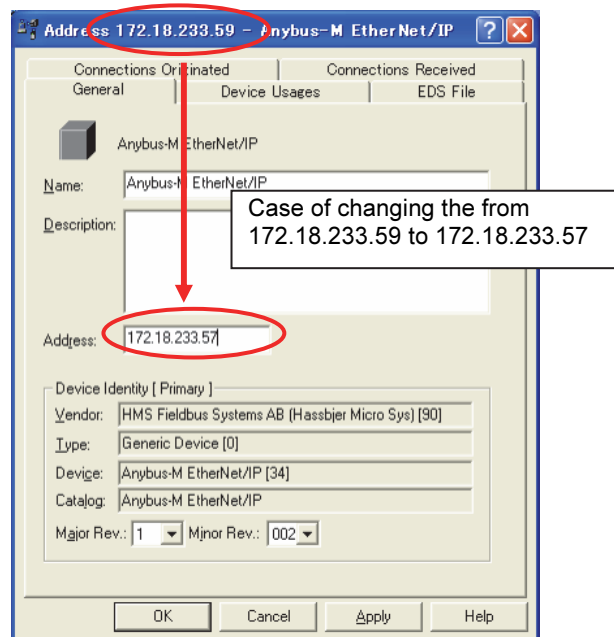 Address 172.18.233.59 - Anybus-M EtherNet/IP
Connections Originated Connections Received
General Device Usages EDS File
Anybus-M EtherNet/IP
Name: Anybus-M EtherNet/IP
Case of changing the from
172.18.233.59 to 172.18.233.57
Description:
Address: 172.18.233.57
Device Identity [ Primary ]
Vendor: HMS Fieldbus Systems AB (Hassbjer Micro Sys) [90]
Type: Generic Device [0]
Device: Anybus-M EtherNet/IP [34]
Catalog: Anybus-M EtherNet/IP
Major Rev.: 1 Minor Rev.: 002
OK Cancel Apply Help